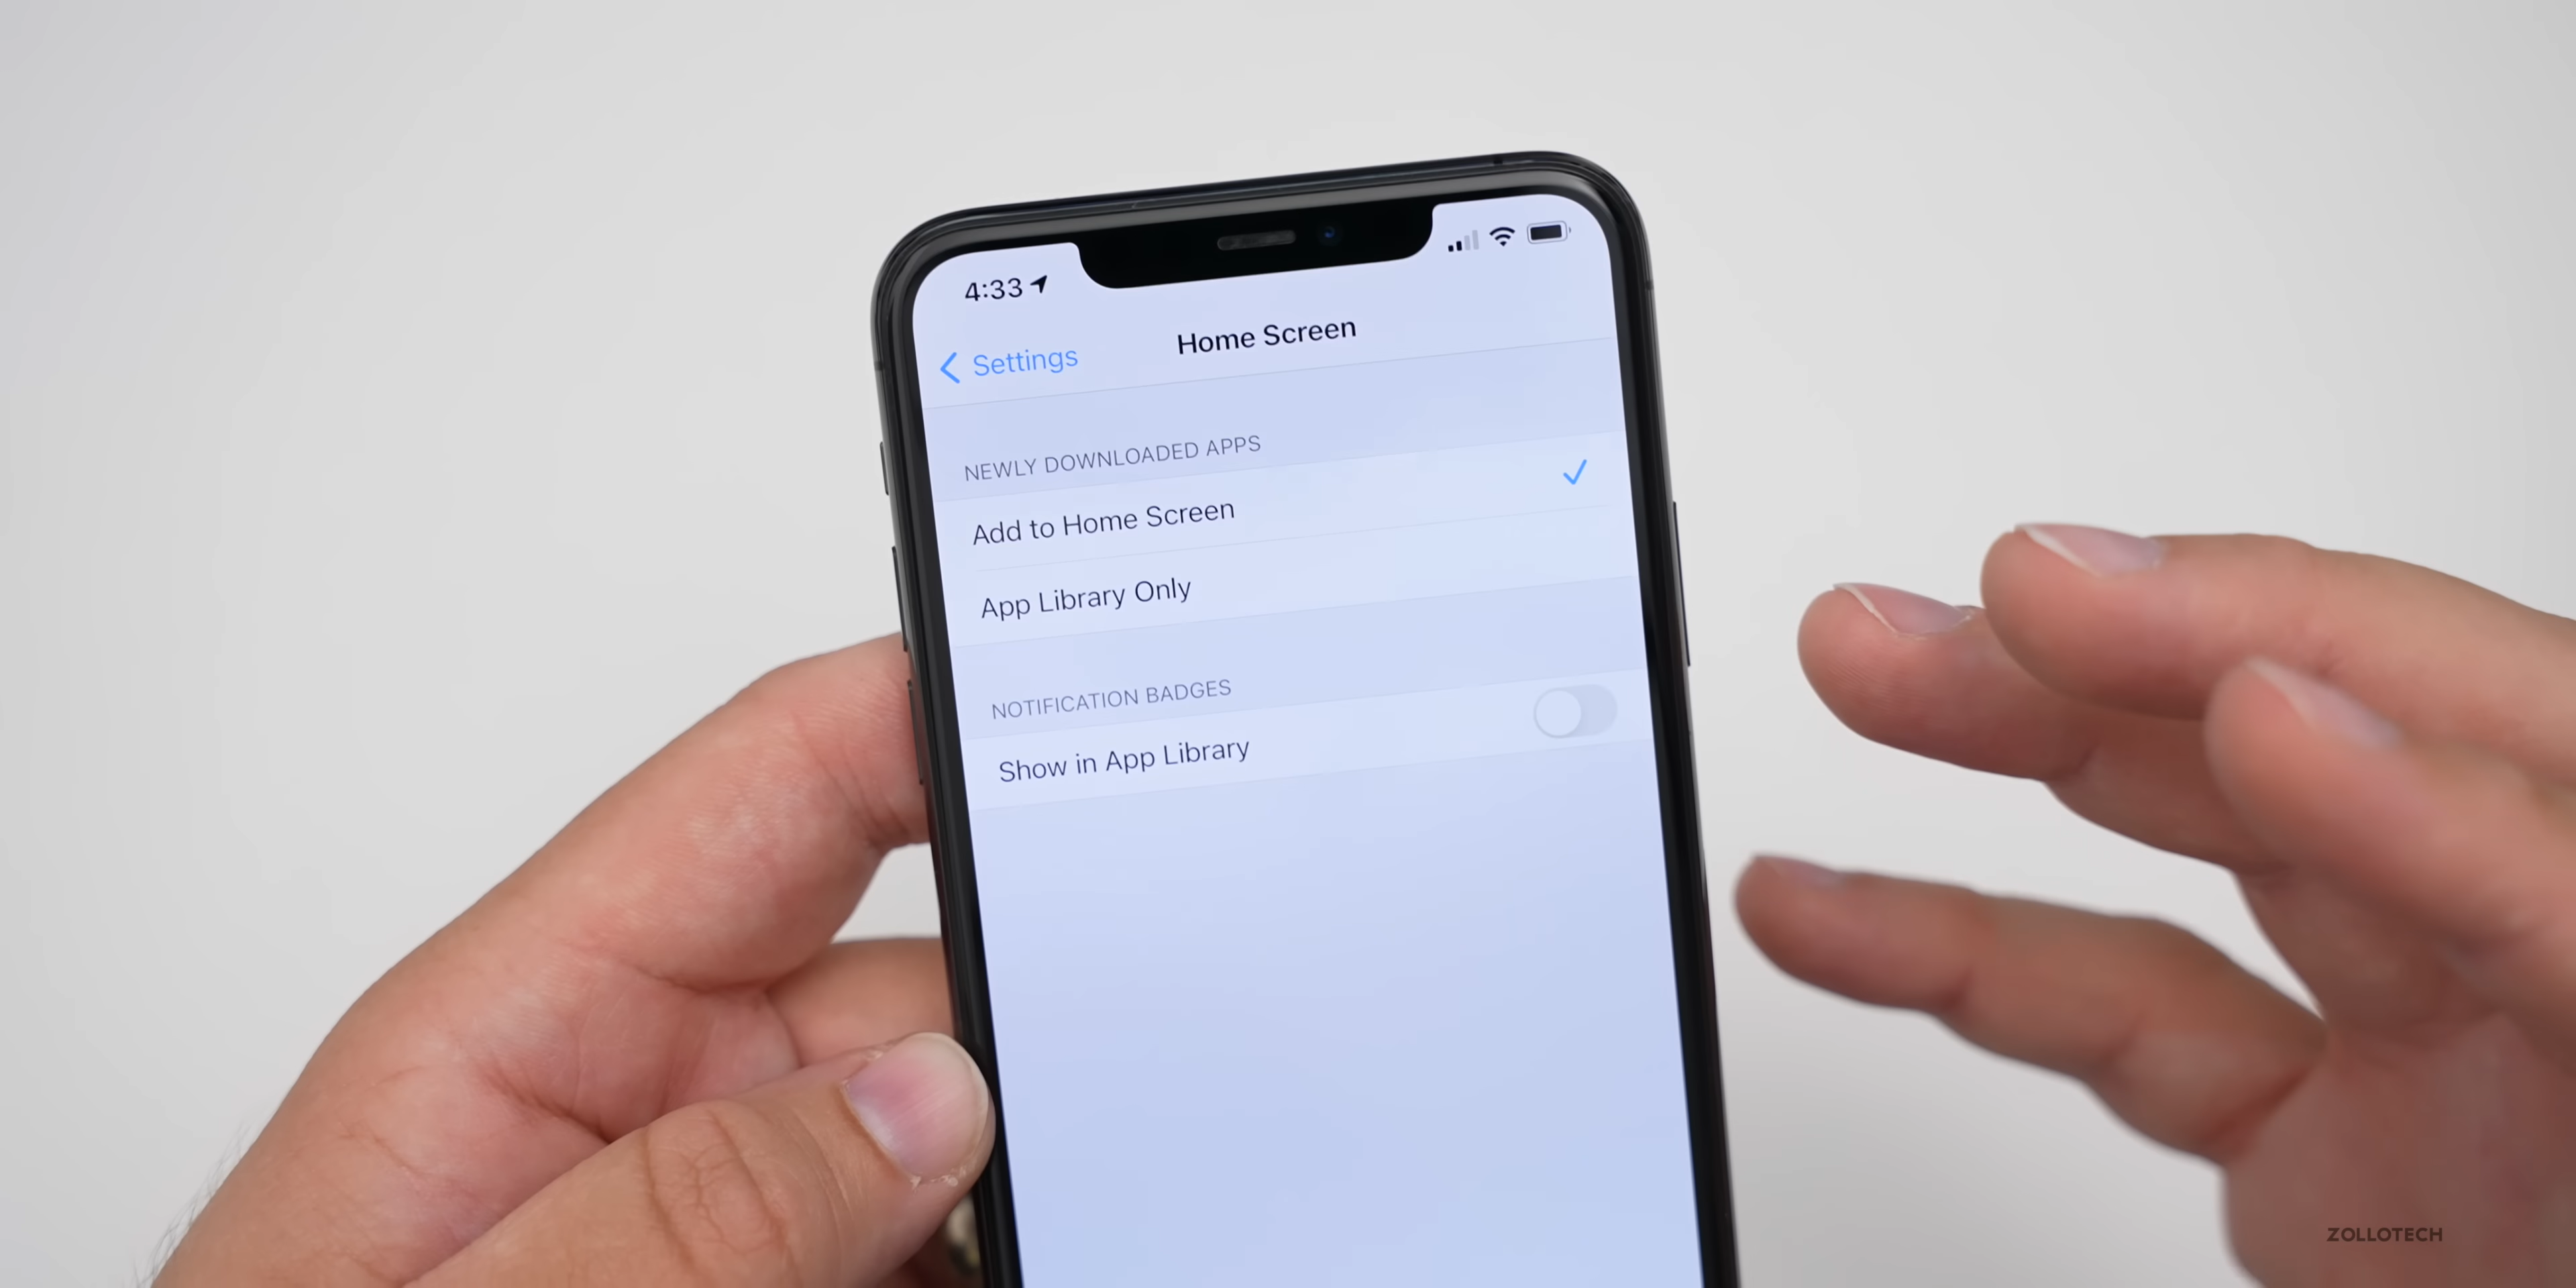 4:33
Settings
Home Screen
NEWLY DOWNLOADED APPS
Add to Home Screen
App Library Only
NOTIFICATION BADGES
Show in App Library
ZOLLOTECH